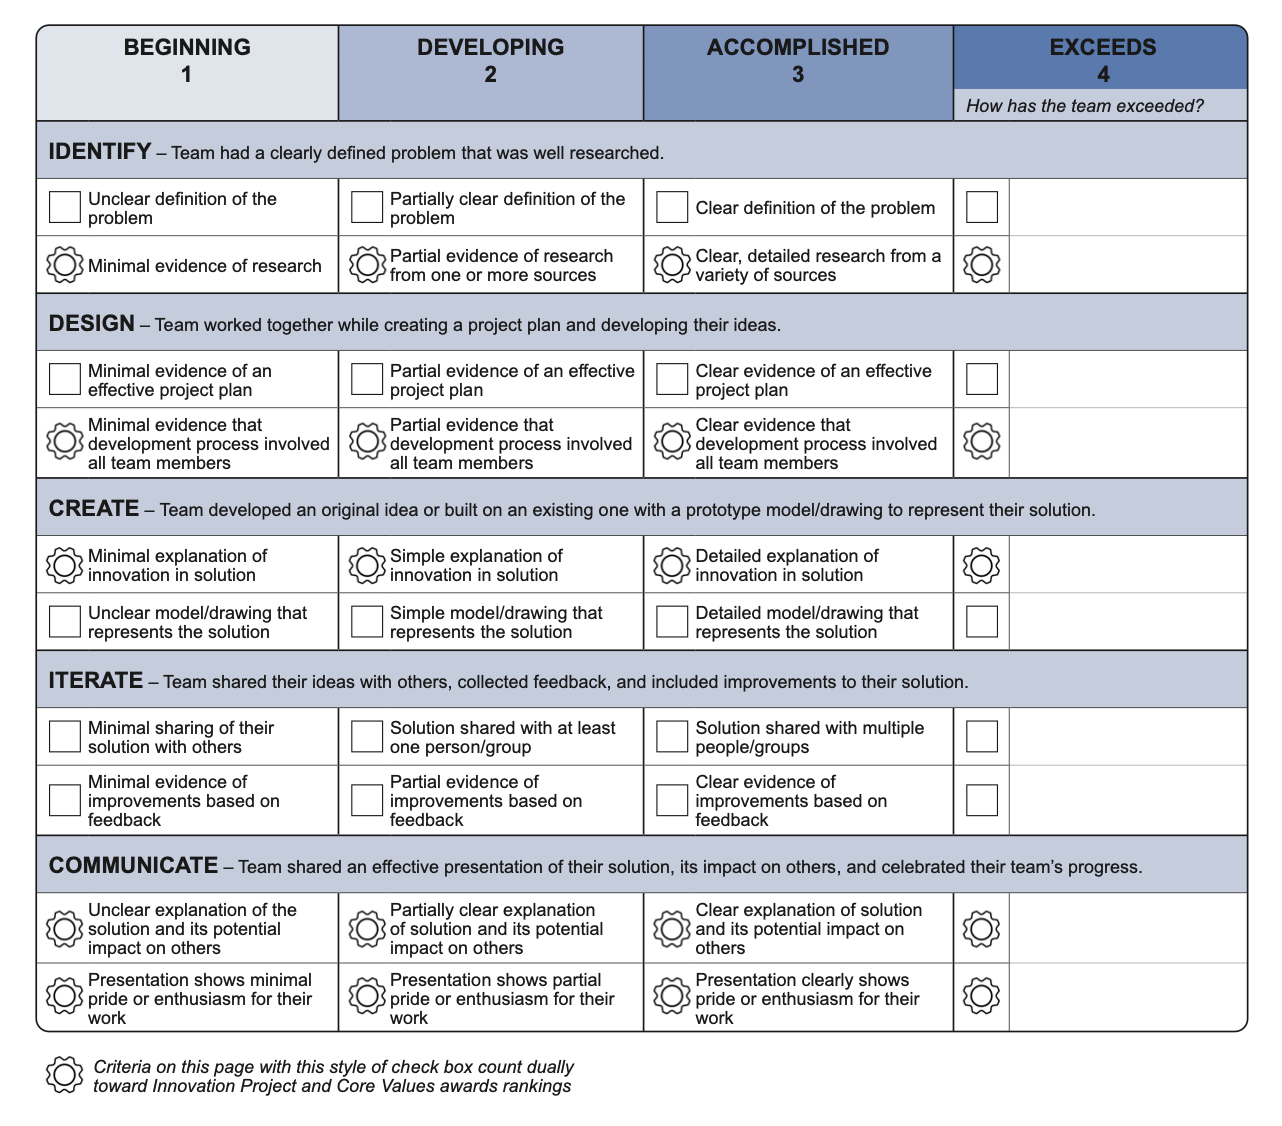 BEGINNING
1
DEVELOPING
2
ACCOMPLISHED
3
EXCEEDS
4
How has the team exceeded?
IDENTIFY – Team had a clearly defined problem that was well researched.
Unclear definition of the
problem
Partially clear definition of the
problem
Clear definition of the problem
Minimal evidence of research
Partial evidence of research
from one or more sources
Clear, detailed research from a
variety of sources
DESIGN – Team worked together while creating a project plan and developing their ideas.
Minimal evidence of an
effective project plan
Partial evidence of an effective
project plan
Clear evidence of an effective
project plan
Minimal evidence that
development process involved
all team members
Partial evidence that
development process involved
all team members
Clear evidence that
development process involved
all team members
CREATE – Team developed an original idea or built on an existing one with a prototype model/drawing to represent their solution.
Minimal explanation of
innovation in solution
Simple explanation of
innovation in solution
Detailed explanation of
innovation in solution
Unclear model/drawing that
represents the solution
Simple model/drawing that
represents the solution
Detailed model/drawing that
represents the solution
ITERATE – Team shared their ideas with others, collected feedback, and included improvements to their solution.
Minimal sharing of their
solution with others
Solution shared with at least
one person/group
Solution shared with multiple
people/groups
Minimal evidence of
improvements based on
feedback
Partial evidence of
improvements based on
feedback
Clear evidence of
improvements based on
feedback
COMMUNICATE – Team shared an effective presentation of their solution, its impact on others, and celebrated their team’s progress.
Unclear explanation of the
solution and its potential
impact on others
Partially clear explanation
of solution and its potential
impact on others
Clear explanation of solution
and its potential impact on
others
Presentation shows minimal
pride or enthusiasm for their
work
Presentation shows partial
pride or enthusiasm for their
work
Presentation clearly shows
pride or enthusiasm for their
work
Criteria on this page with this style of check box count dually
toward Innovation Project and Core Values awards rankings